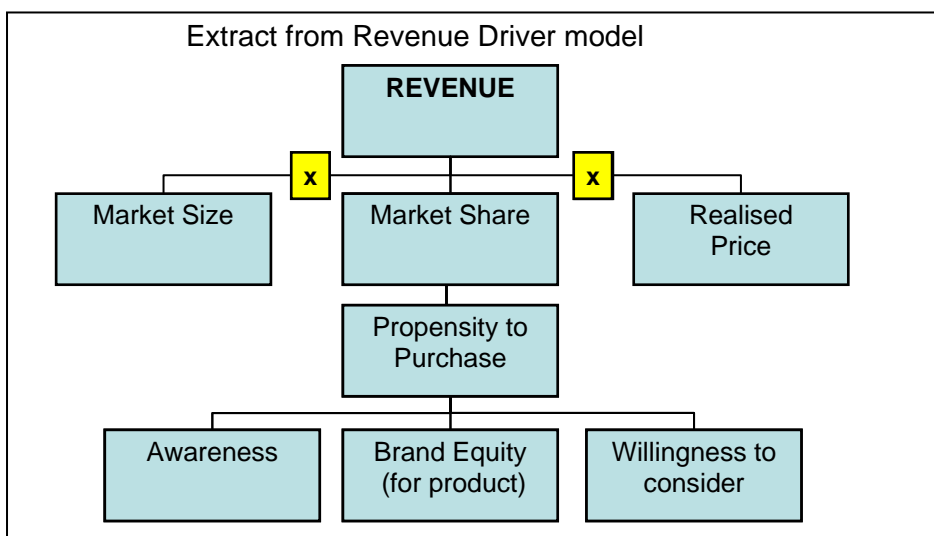 Extract from Revenue Driver model
REVENUE
x
x
Market Size
Market Share
Realised
Price
Propensity to
Purchase
Awareness
Brand Equity
(for product)
Willingness to
consider